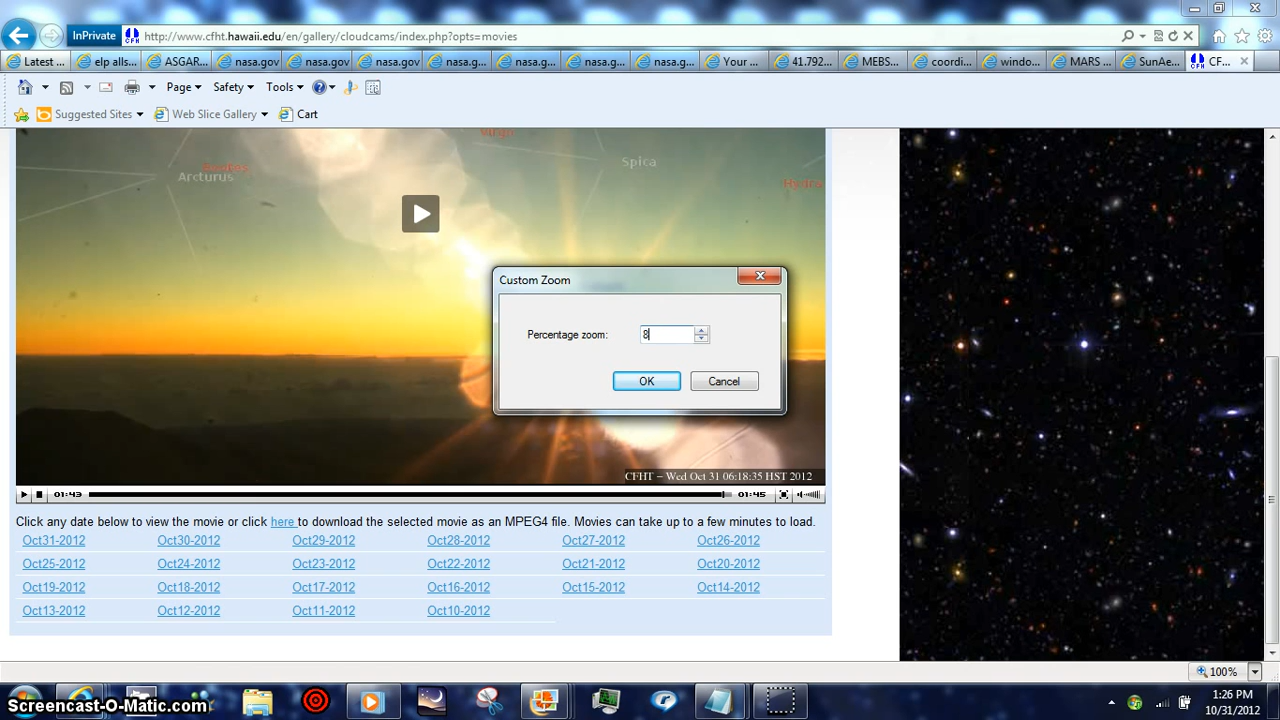 InPrivate http://www.cfht.hawaii.edu/en/gallery/cloudcams/index.php?opts=movies
Latest ... elp alls... ASGAR... nasa.gov nasa.gov nasa.gov nasa.g... nasa.g... nasa.g... nasa.g... Your ... 41.792... MEBS... coordi... windo... MARS ... SunAe... CF...
Page Safety Tools
Suggested Sites Web Slice Gallery Cart
Spica
Arcturus
Hydra
Custom Zoom
Percentage zoom: 8
OK Cancel
CFHT – Wed Oct 31 06:18:35 HST 2012
01:43 01:45
Click any date below to view the movie or click here to download the selected movie as an MPEG4 file. Movies can take up to a few minutes to load.
Oct31-2012 Oct30-2012 Oct29-2012 Oct28-2012 Oct27-2012 Oct26-2012
Oct25-2012 Oct24-2012 Oct23-2012 Oct22-2012 Oct21-2012 Oct20-2012
Oct19-2012 Oct18-2012 Oct17-2012 Oct16-2012 Oct15-2012 Oct14-2012
Oct13-2012 Oct12-2012 Oct11-2012 Oct10-2012
100%
1:26 PM
10/31/2012
Screencast-O-Matic.com